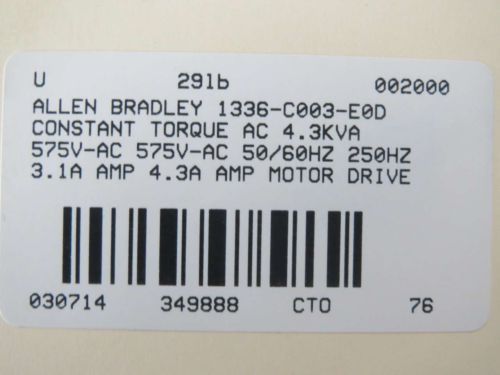 U 291b 002000
ALLEN BRADLEY 1336-C003-E0D
CONSTANT TORQUE AC 4.3KVA
575V-AC 575V-AC 50/60HZ 250HZ
3.1A AMP 4.3A AMP MOTOR DRIVE
030714 349888 CTO 76